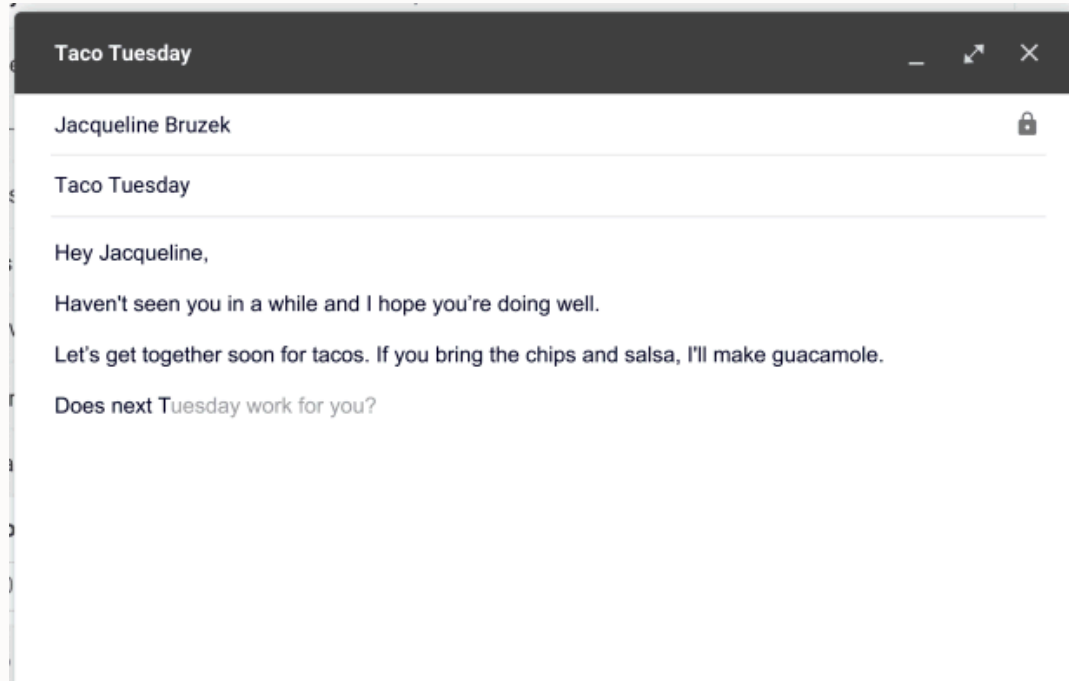 Taco Tuesday
Jacqueline Bruzek
Taco Tuesday
Hey Jacqueline,
Haven't seen you in a while and I hope you’re doing well.
Let’s get together soon for tacos. If you bring the chips and salsa, I'll make guacamole.
Does next Tuesday work for you?